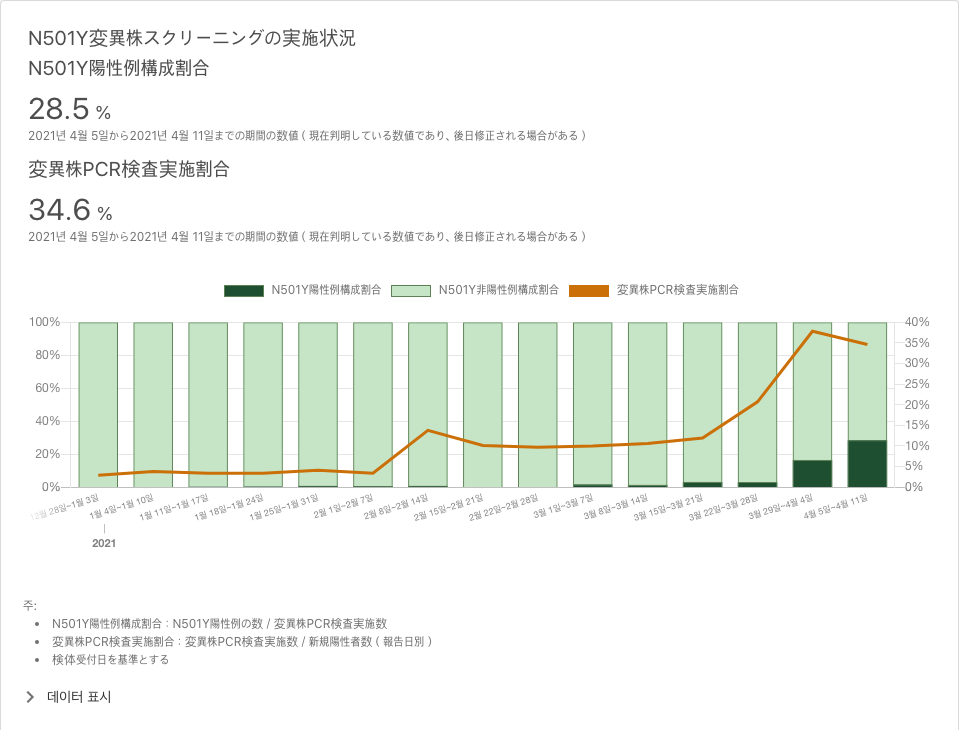 N501Y変異株スクリーニングの実施状況
N501Y陽性例構成割合
28.5 %
2021년 4월 5일から2021년 4월 11일までの期間の数値 ( 現在判明している数値であり、後日修正される場合がある )
変異株PCR検査実施割合
34.6 %
2021년 4월 5일から2021년 4월 11일までの期間の数値 ( 現在判明している数値であり、後日修正される場合がある )
N501Y陽性例構成割合 N501Y非陽性例構成割合 変異株PCR検査実施割合
100% 40%
35%
80% 30%
60% 25%
20%
40% 15%
20% 10%
5%
0% 0%
12월 28일~1월 3일 1월 4일~1월 10일 1월 11일~1월 17일 1월 18일~1월 24일 1월 25일~1월 31일 2월 1일~2월 7일 2월 8일~2월 14일 2월 15일~2월 21일 2월 22일~2월 28일 3월 1일~3월 7일 3월 8일~3월 14일 3월 15일~3월 21일 3월 22일~3월 28일 3월 29일~4월 4일 4월 5일~4월 11일
2021
주:
• N501Y陽性例構成割合：N501Y陽性例の数 / 変異株PCR検査実施数
• 変異株PCR検査実施割合：変異株PCR検査実施数 / 新規陽性者数 ( 報告日別 )
• 検体受付日を基準とする
데이터 표시